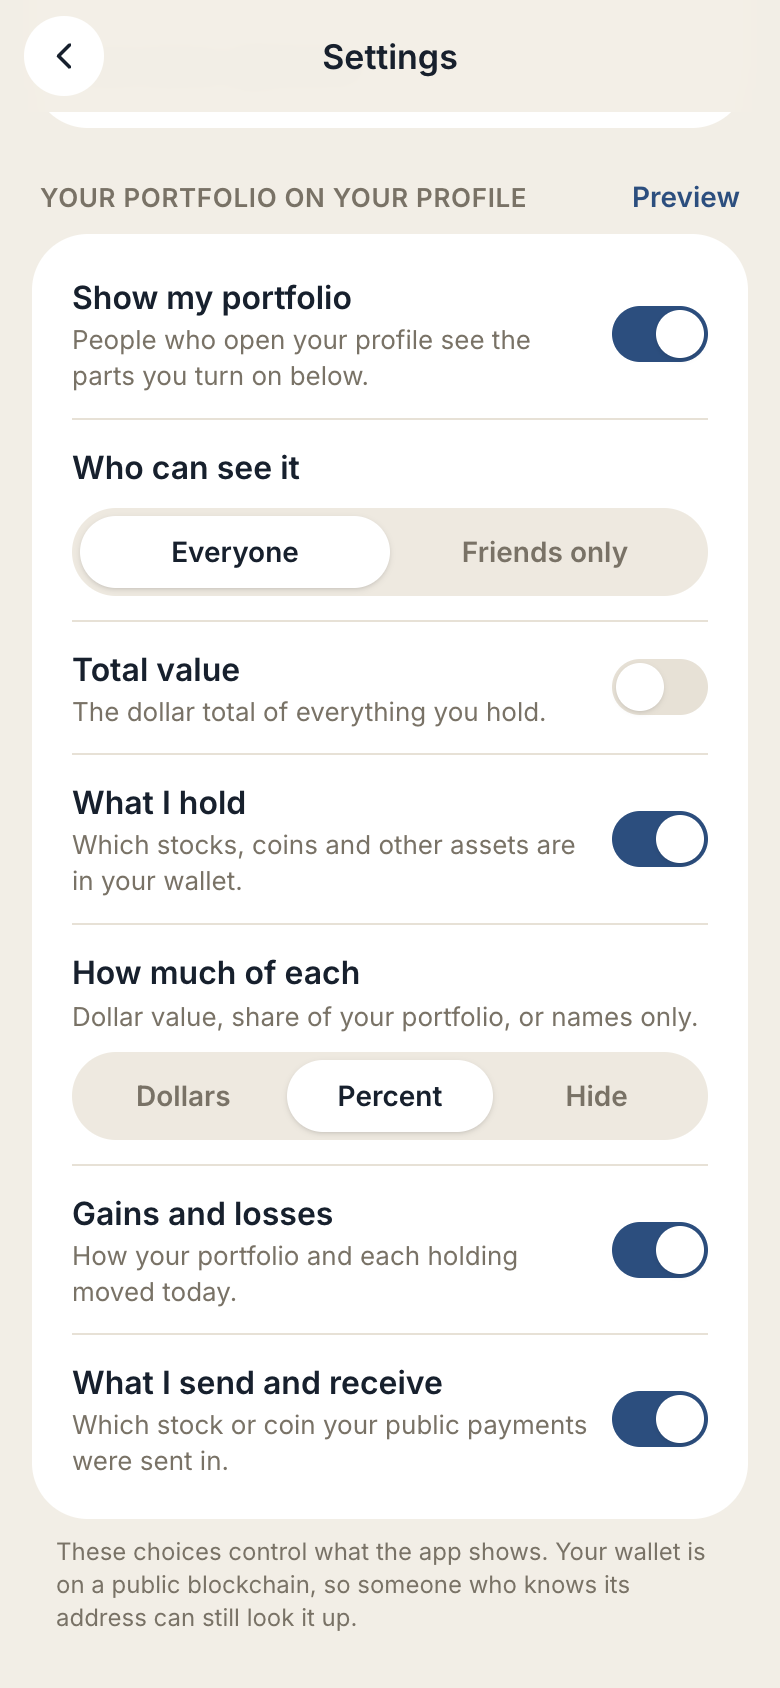 Settings
YOUR PORTFOLIO ON YOUR PROFILE
Preview
Show my portfolio
People who open your profile see the
parts you turn on below.
Who can see it
Everyone
Friends only
Total value
The dollar total of everything you hold.
What I hold
Which stocks, coins and other assets are
in your wallet.
How much of each
Dollar value, share of your portfolio, or names only.
Dollars
Percent
Hide
Gains and losses
How your portfolio and each holding
moved today.
What I send and receive
Which stock or coin your public payments
were sent in.
These choices control what the app shows. Your wallet is
on a public blockchain, so someone who knows its
address can still look it up.